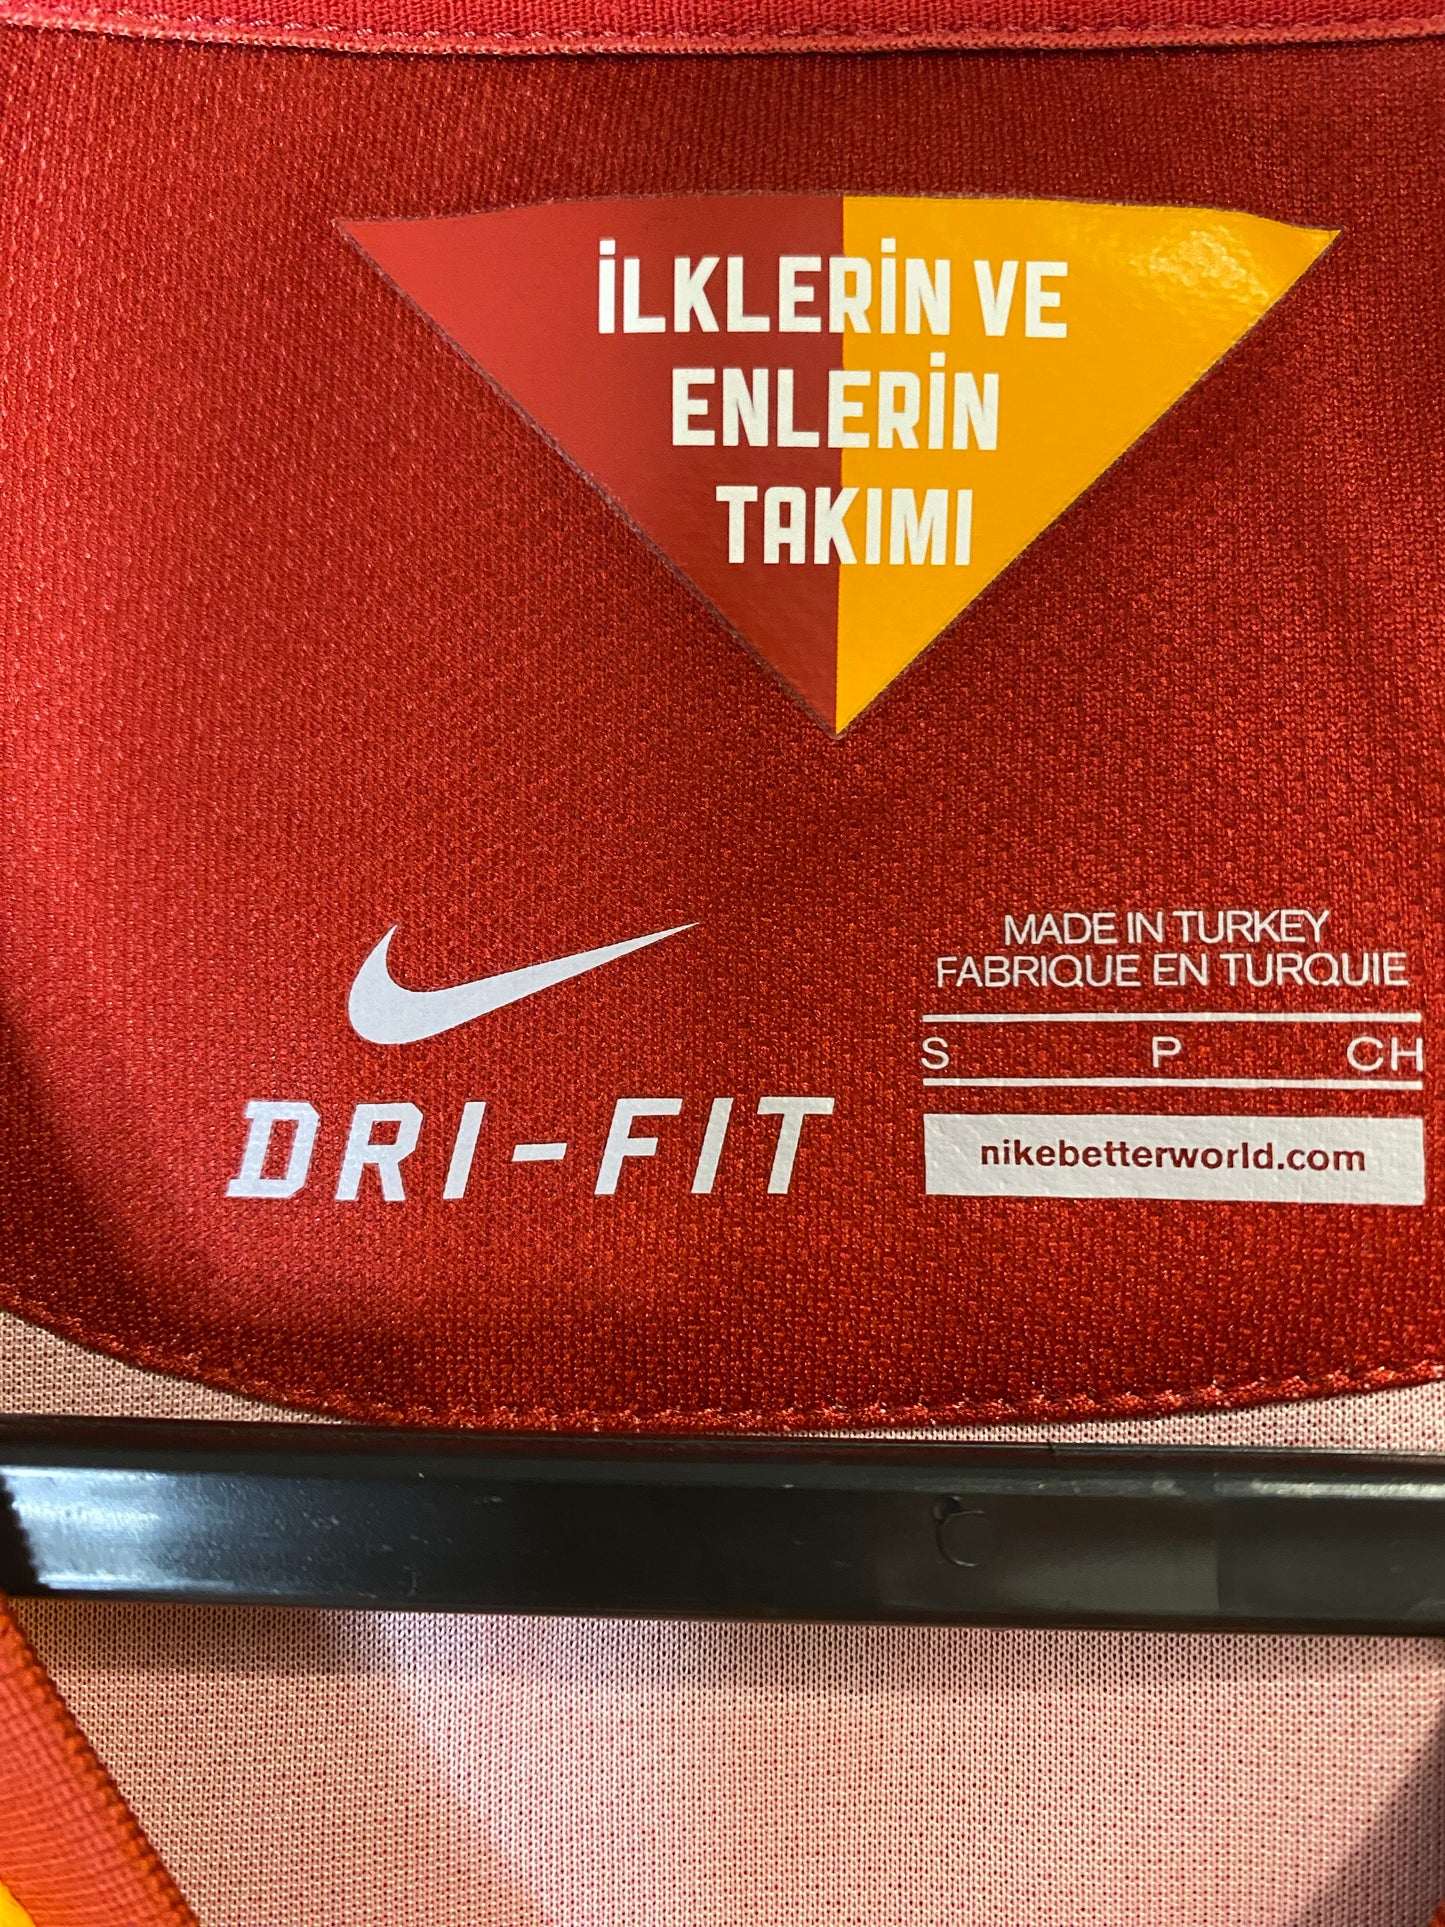 İLKLERİN VE
ENLERİN
TAKIMI
MADE IN TURKEY
FABRIQUE EN TURQUIE
S P CH
DRI-FIT
nikebetterworld.com